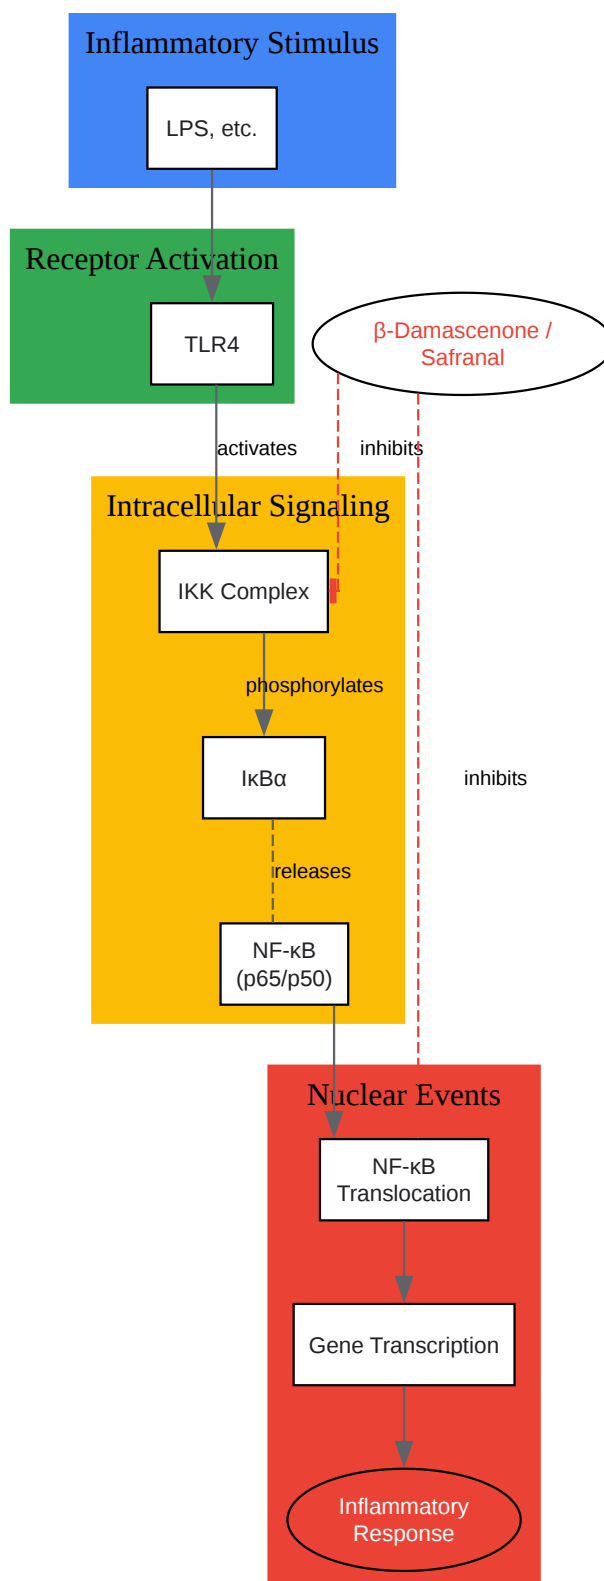 Inflammatory Stimulus
LPS, etc.
Receptor Activation
TLR4
β-Damascenone /
Safranal
activates
inhibits
Intracellular Signaling
IKK Complex
phosphorylates
IκBα
inhibits
releases
NF-κB
(p65/p50)
Nuclear Events
NF-κB
Translocation
Gene Transcription
Inflammatory
Response